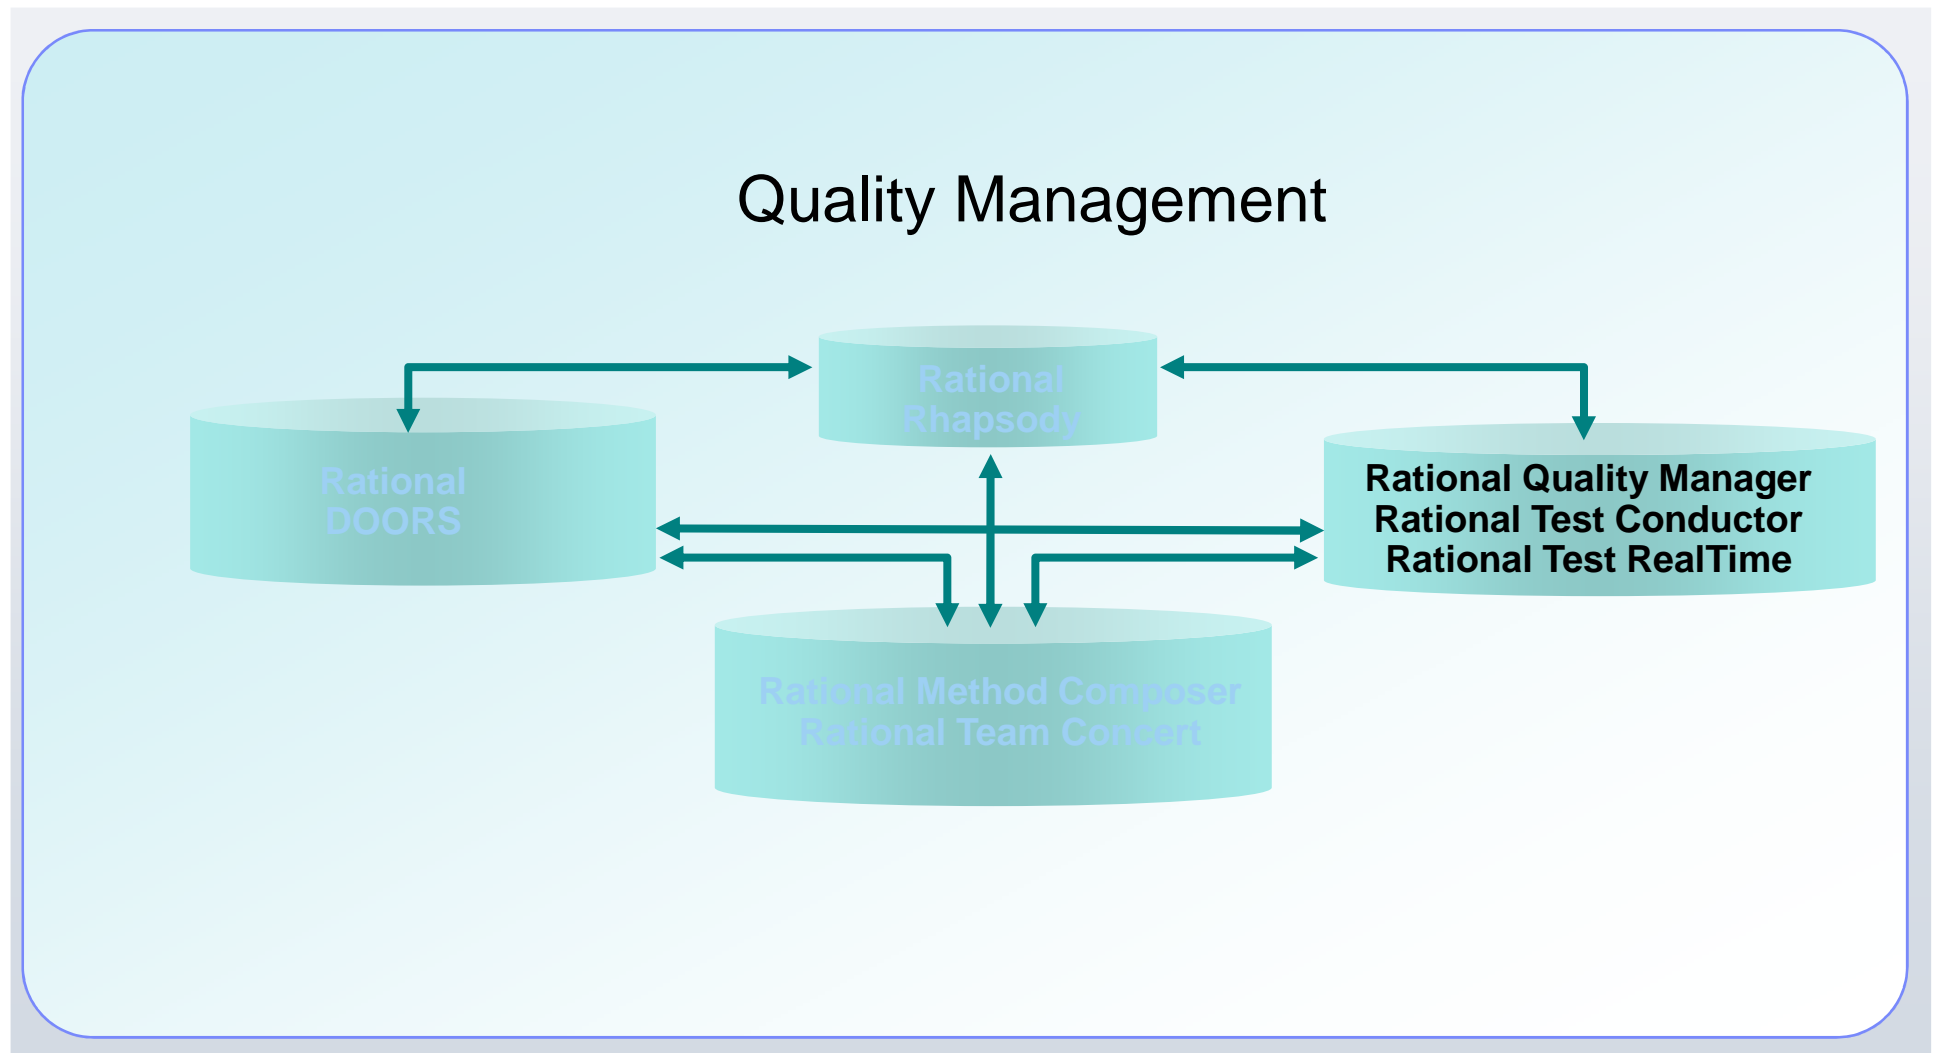 Quality Management
Rational
Rhapsody
Rational
DOORS
Rational Quality Manager
Rational Test Conductor
Rational Test RealTime
Rational Method Composer
Rational Team Concert